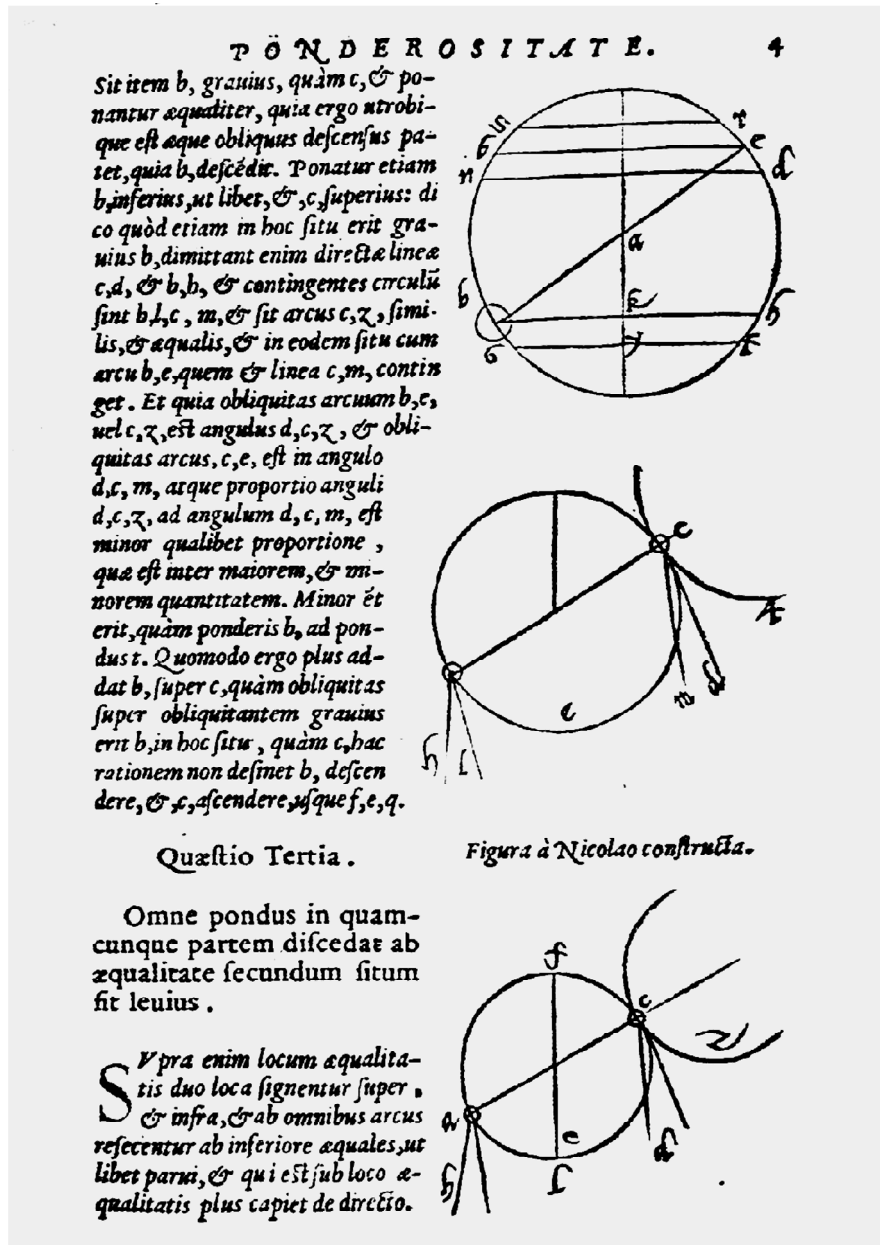 PONDEROSITATE. 4
Sit item b, grauius, quàm c, & po-
nantur æqualiter, quia ergo utrobi-
que est æque obliquus descensus pa-
tet, quia b, descēdit. Ponatur etiam
b, inferius, ut libet, &, c, superius: di
co quòd etiam in hoc situ erit gra-
uius b, dimittant enim directæ lineæ
c, d, & b, h, & contingentes circulū
sint b, l, c, m, & sit arcus c, z, simi-
lis, & æqualis, & in eodem situ cum
arcu b, e, quem & linea c, m, contin
get. Et quia obliquitas arcuum b, e,
uel c, z, est angulus d, c, z, & obli-
quitas arcus, c, e, est in angulo
d, c, m, atque proportio anguli
d, c, z, ad angulum d, c, m, est
minor qualibet proportione,
quæ est inter maiorem, & mi-
norem quantitatem. Minor ēt
erit, quàm ponderis b, ad pon-
dus t. Quomodo ergo plus ad-
dat b, super c, quàm obliquitas
super obliquitantem grauius
erit b, in hoc situ, quàm c, hac
rationem non desinet b, descen
dere, &, c, ascendere, usque f, e, q.
Quæstio Tertia.
Omne pondus in quam-
cunque partem discedat ab
æqualitate secundum situm
fit leuius.
SVpra enim locum æqualita-
tis duo loca signentur super,
& infra, & ab omnibus arcus
resecentur ab inferiore æquales, ut
libet parui, & qui est sub loco æ-
qualitatis plus capiet de directo.
r
e
d
n
a
b
h
c
e
h
l
n
d
Figura à Nicolao constructa.
f
c
z
a
e
d
h
l